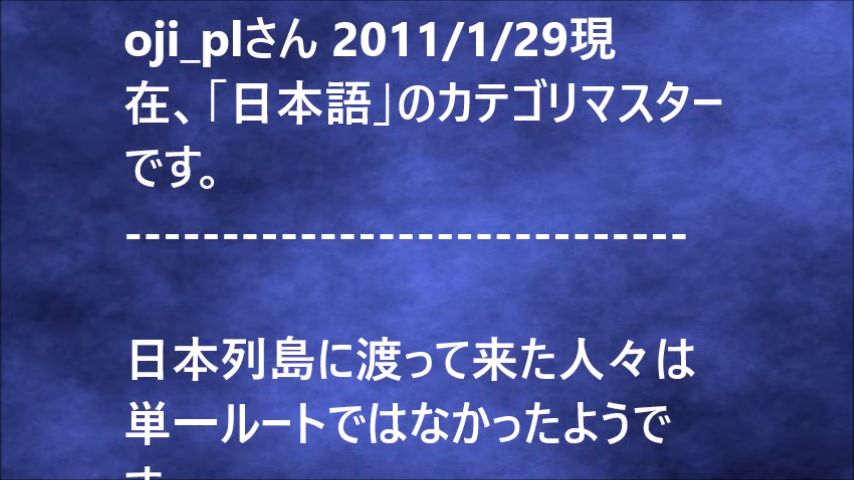 oji_plさん 2011/1/29現
在、「日本語」のカテゴリマスター
です。
-----------------------------
日本列島に渡って来た人々は
単一ルートではなかったようで
す